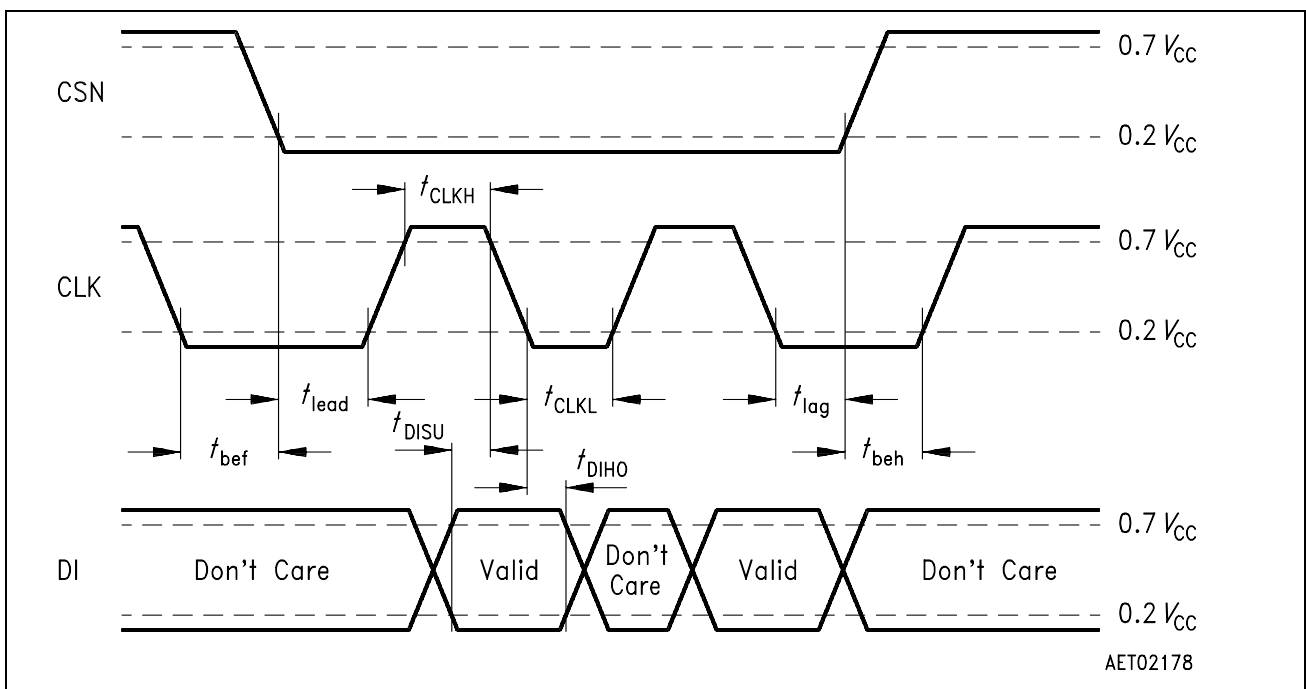 0.7 VCC
CSN
0.2 VCC
tCLKH
0.7 VCC
CLK
0.2 VCC
tlead
tCLKL
tlag
tDISU
tbef
tbeh
tDIHO
0.7 VCC
DI
Don't Care
Valid
Don't
Care
Valid
Don't Care
0.2 VCC
AET02178